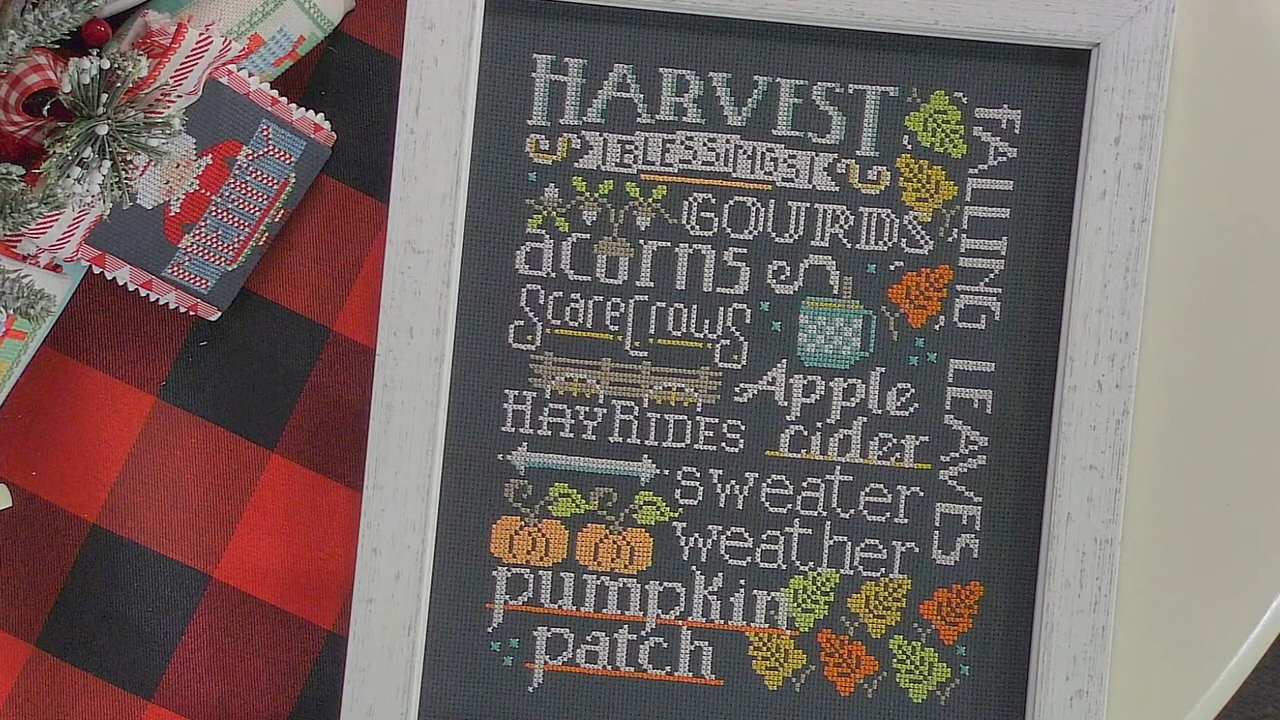 HARVEST
BLESSINGS
GOURDS
acorns
ScareCrows
HAYRIDES
Apple
cider
sweater
weather
pumpkin
patch
FALLING LEAVES